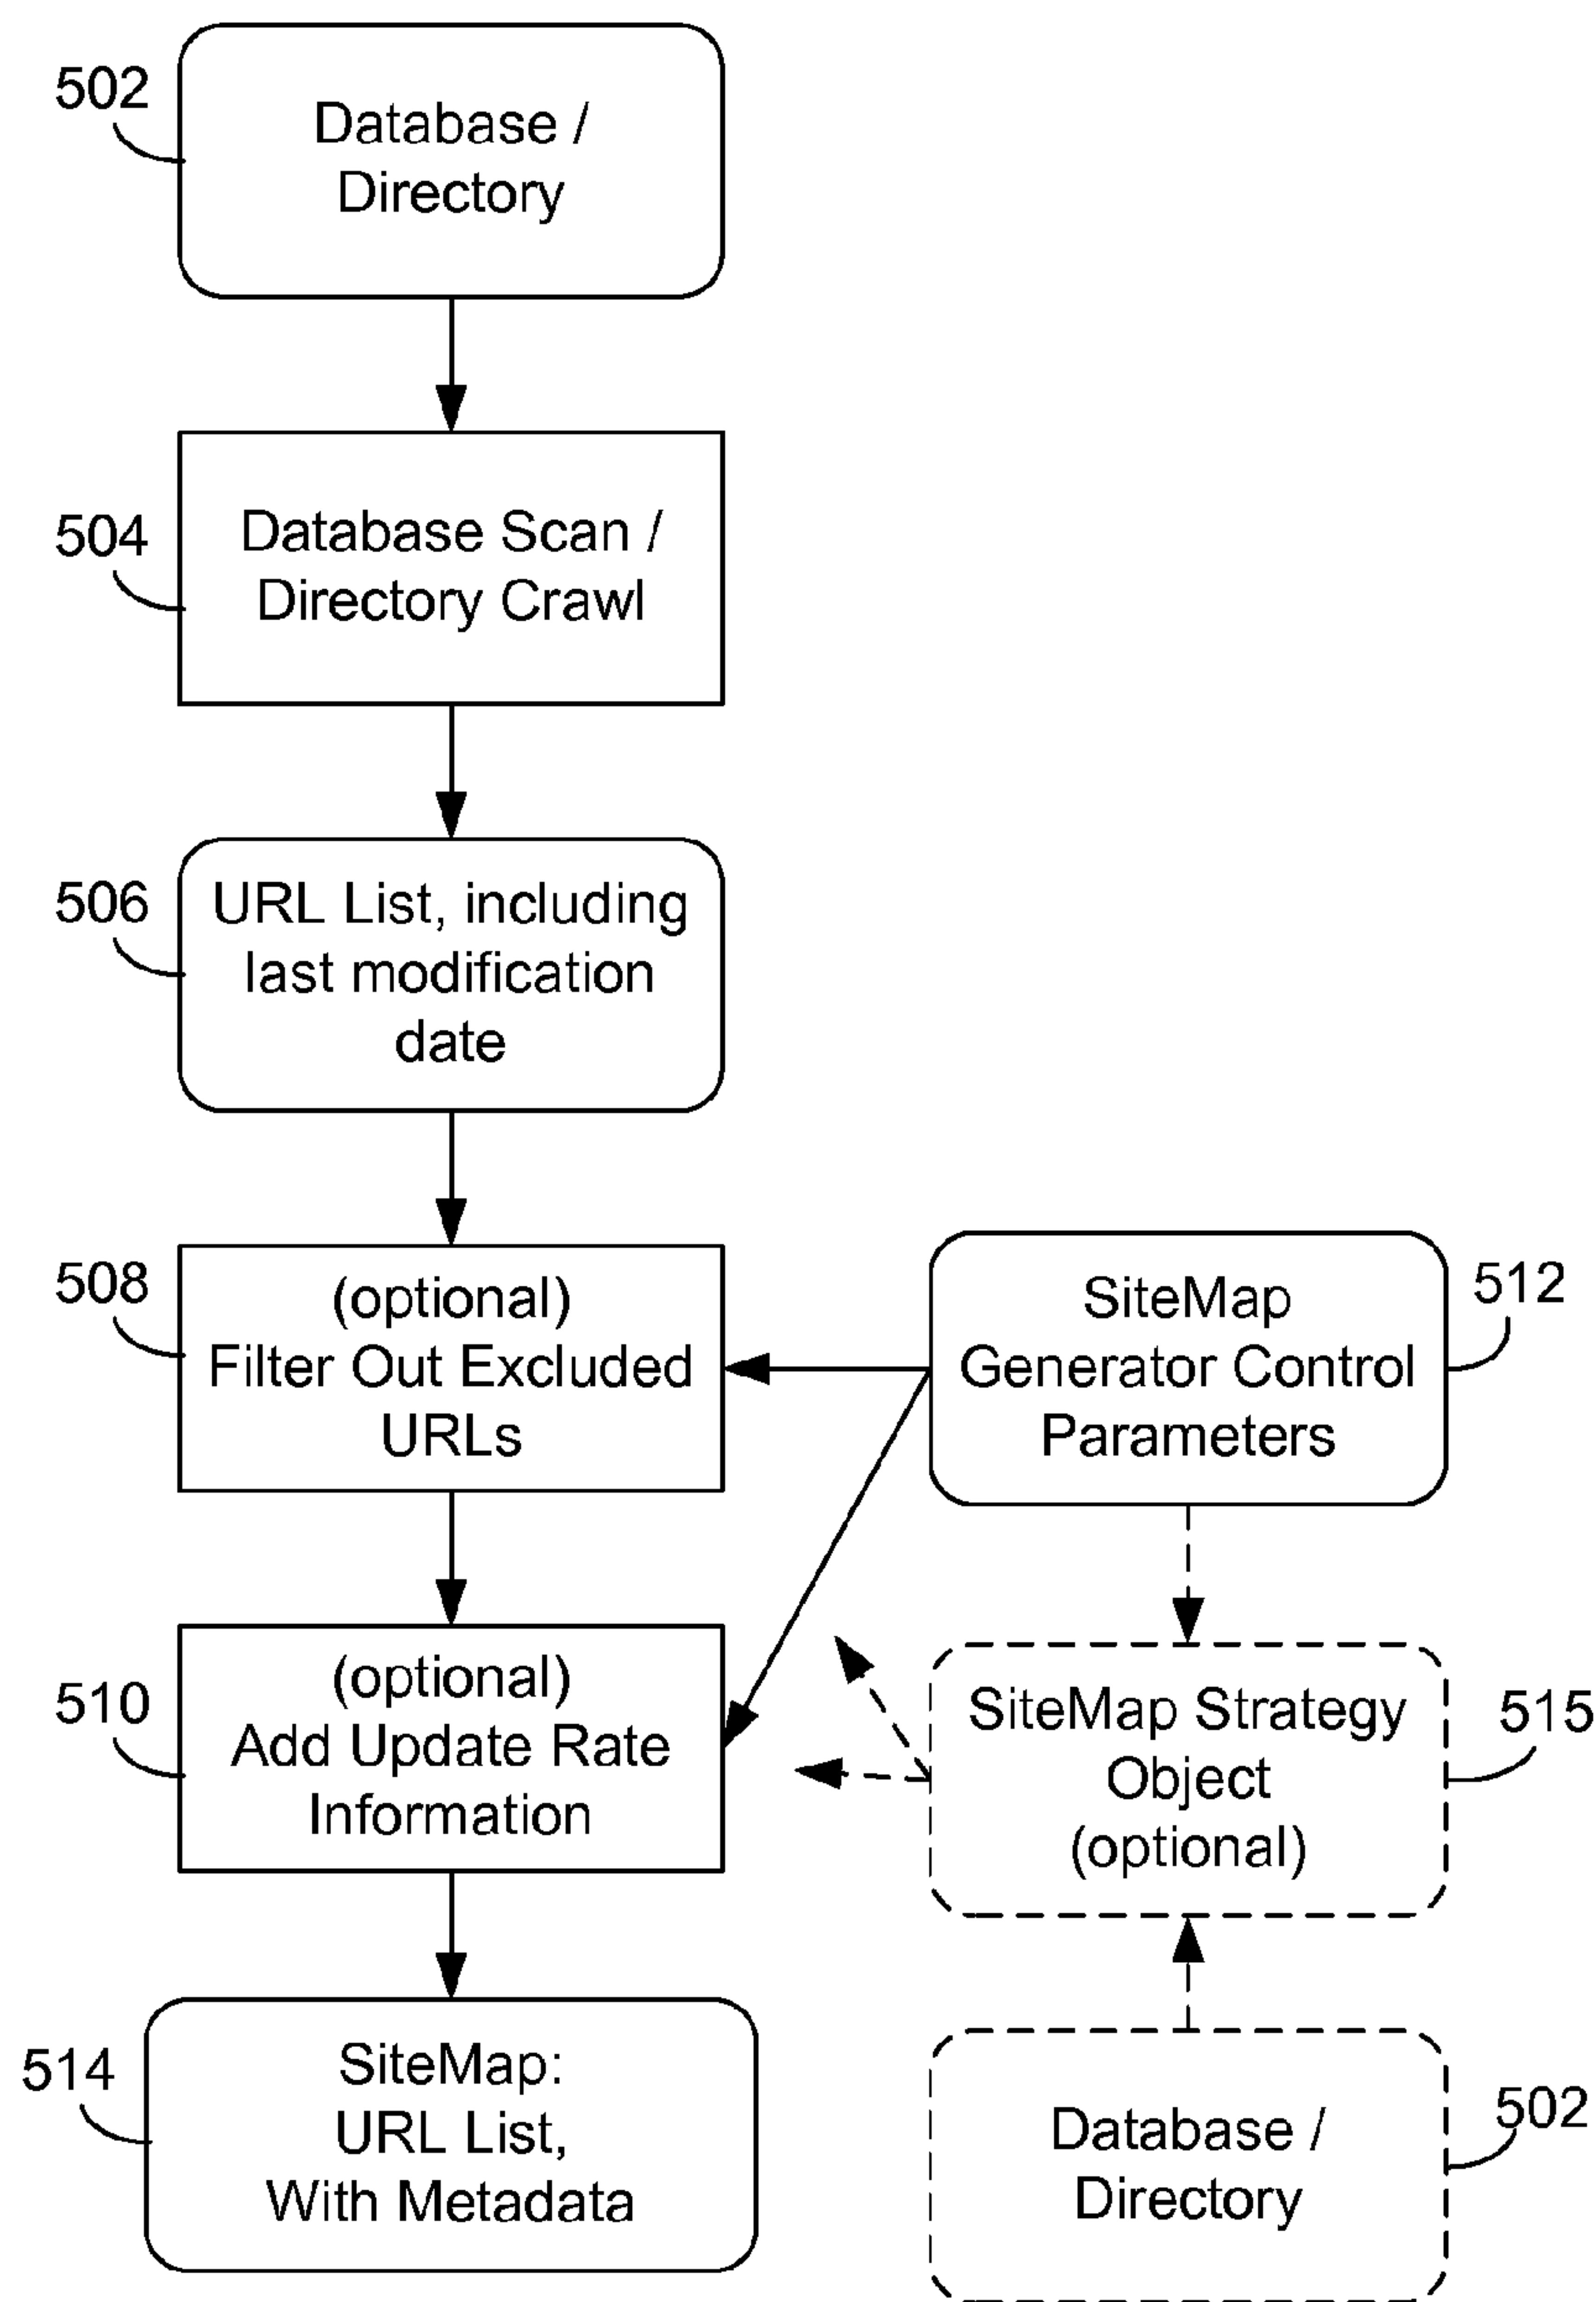 502
Database /
Directory
504
Database Scan /
Directory Crawl
506
URL List, including
last modification
date
508
(optional)
Filter Out Excluded
URLs
SiteMap
Generator Control
Parameters
512
510
(optional)
Add Update Rate
Information
SiteMap Strategy
Object
(optional)
515
514
SiteMap:
URL List,
With Metadata
Database /
Directory
502